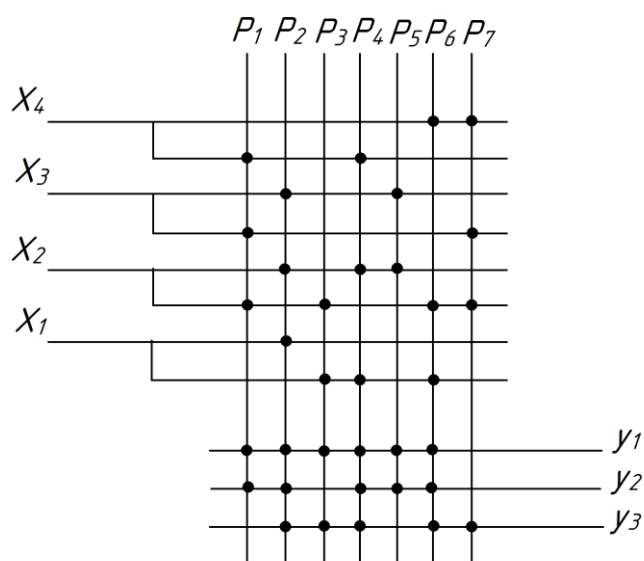 P₁ P₂ P₃ P₄ P₅ P₆ P₇
X₄
X₃
X₂
X₁
y₁
y₂
y₃